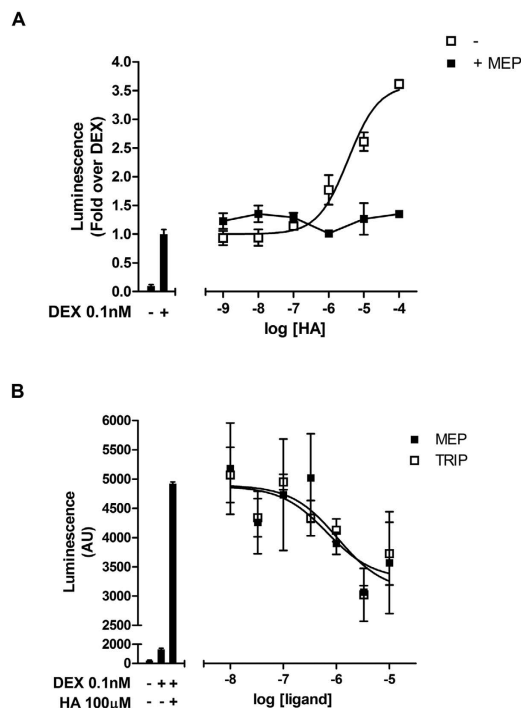 A
-
+ MEP
Luminescence
(Fold over DEX)
4.0
3.5
3.0
2.5
2.0
1.5
1.0
0.5
0.0
DEX 0.1nM - +
-9 -8 -7 -6 -5 -4
log [HA]
B
MEP
TRIP
Luminescence
(AU)
6000
5500
5000
4500
4000
3500
3000
2500
2000
0
DEX 0.1nM - + +
HA 100μM - - +
-8 -7 -6 -5
log [ligand]